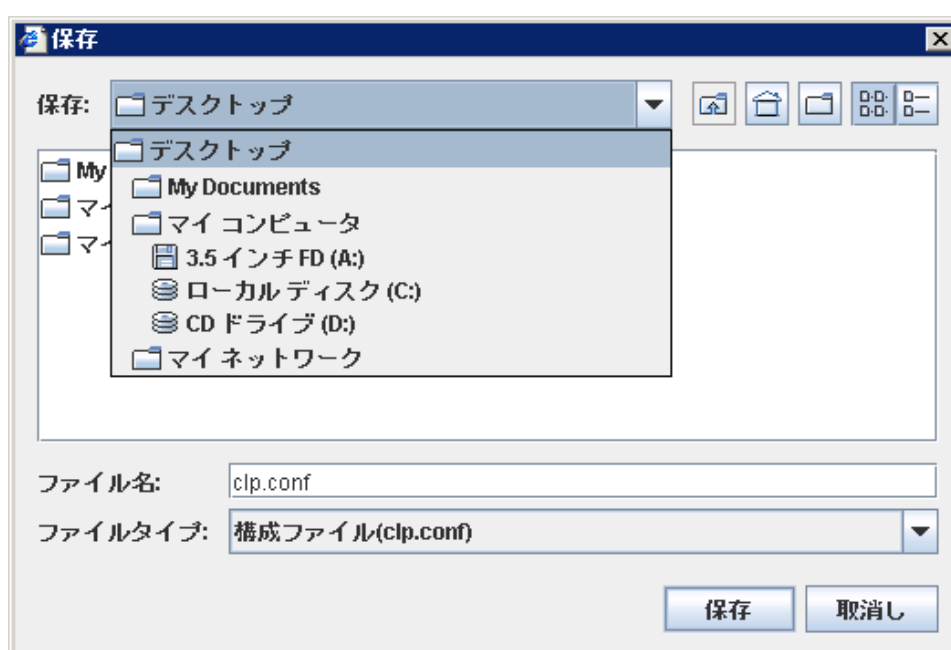 保存
保存: デスクトップ
デスクトップ
My Documents
マイ コンピュータ
3.5 インチ FD (A:)
ローカル ディスク (C:)
CD ドライブ (D:)
マイ ネットワーク
My
マイ
マイ
ファイル名: clp.conf
ファイルタイプ: 構成ファイル(clp.conf)
保存 取消し